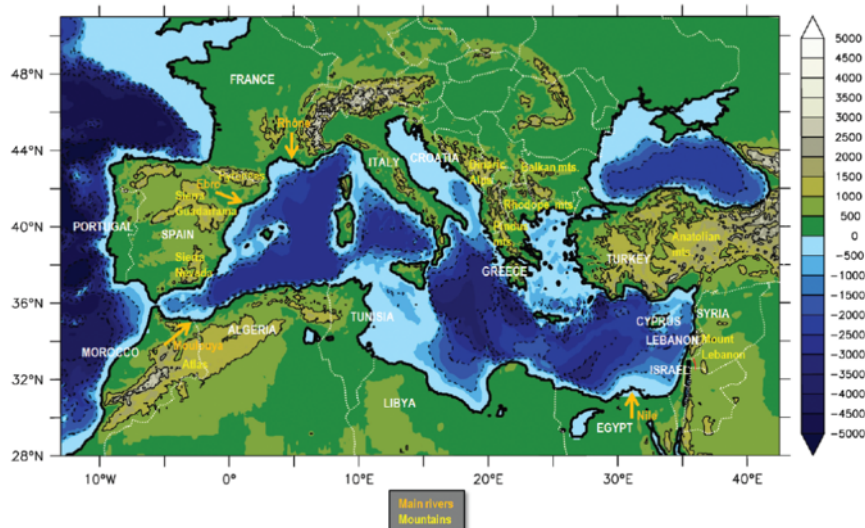 48°N
44°N
40°N
36°N
32°N
28°N
10°W
0°
10°E
20°E
30°E
40°E
FRANCE
Rhône
ITALY
CROATIA
Dinaric
Alps
Balkan mts.
Pyrenees
Ebro
Sierra
Guadarrama
Rhodope mts.
PORTUGAL
SPAIN
Pindus
mts.
Anatolian
mts.
TURKEY
Sierra
Nevada
GREECE
TUNISIA
CYPRUS
SYRIA
ALGERIA
Moulouya
MOROCCO
LEBANON
Mount
Lebanon
Atlas
ISRAEL
LIBYA
Nile
EGYPT
5000
4500
4000
3500
3000
2500
2000
1500
1000
500
0
-500
-1000
-1500
-2000
-2500
-3000
-3500
-4000
-4500
-5000
Main rivers
Mountains